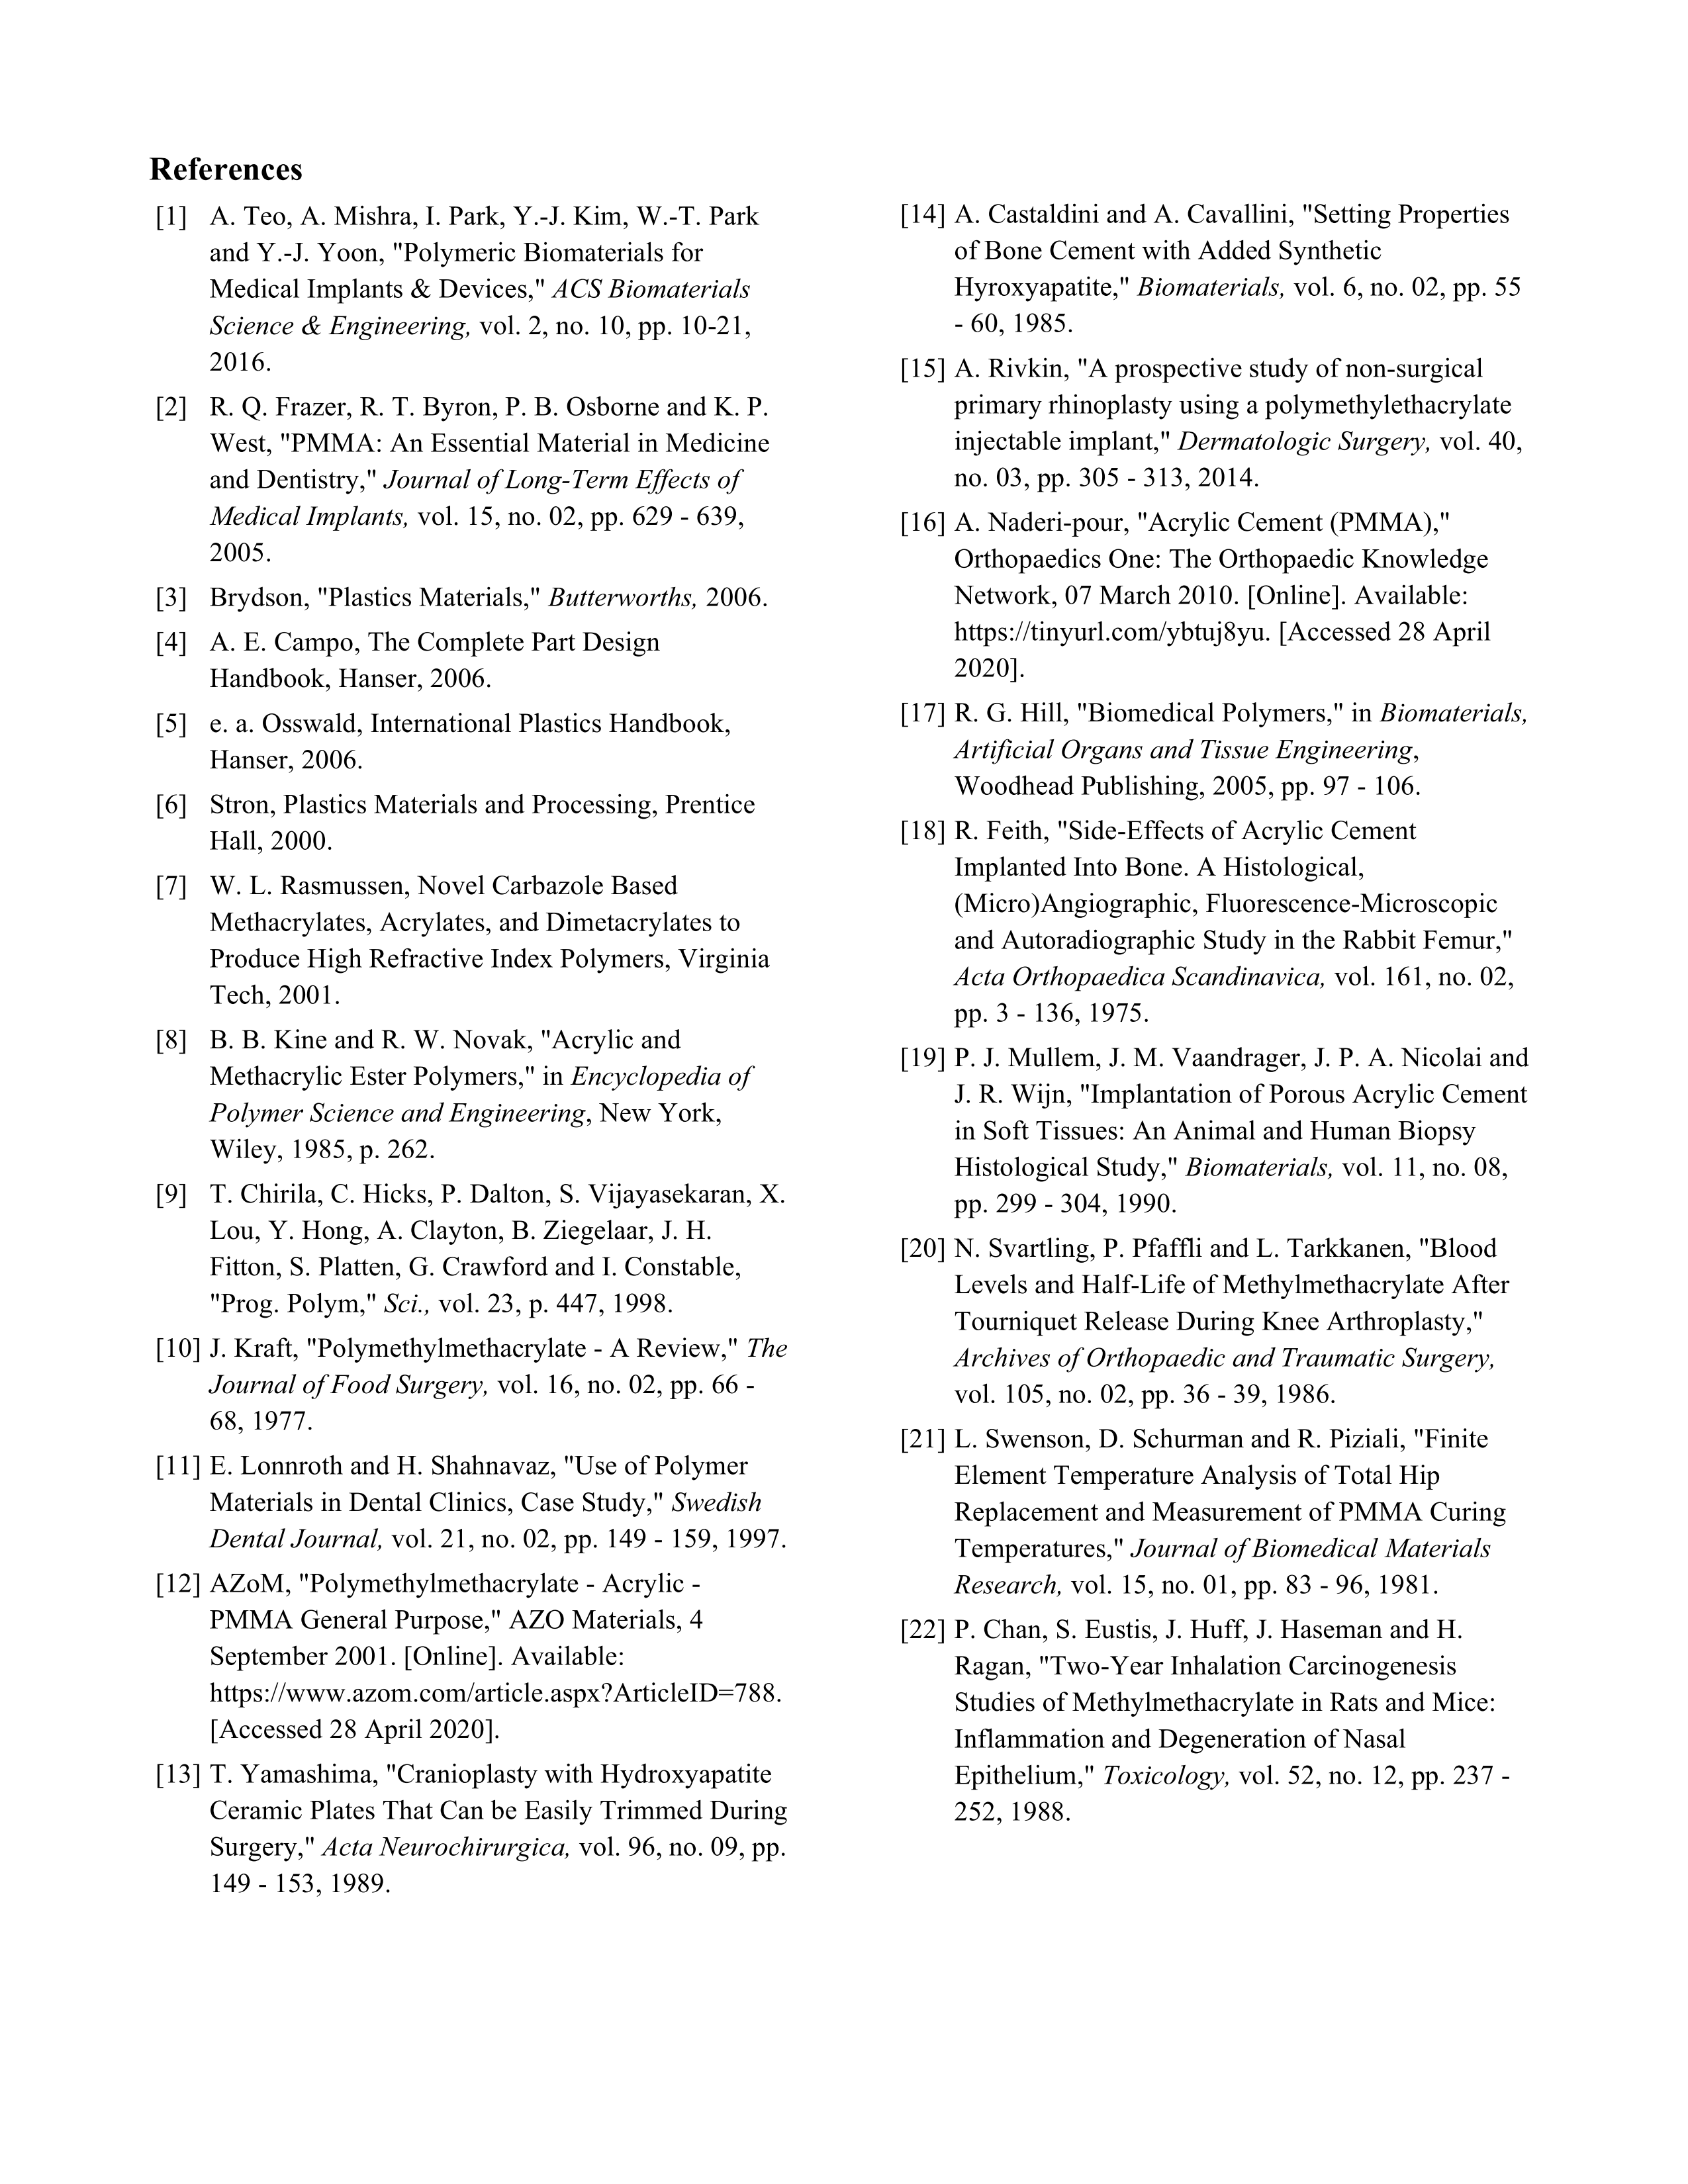 References
[1] A. Teo, A. Mishra, I. Park, Y.-J. Kim, W.-T. Park
and Y.-J. Yoon, "Polymeric Biomaterials for
Medical Implants & Devices," ACS Biomaterials
Science & Engineering, vol. 2, no. 10, pp. 10-21,
2016.
[2] R. Q. Frazer, R. T. Byron, P. B. Osborne and K. P.
West, "PMMA: An Essential Material in Medicine
and Dentistry," Journal of Long-Term Effects of
Medical Implants, vol. 15, no. 02, pp. 629 - 639,
2005.
[3] Brydson, "Plastics Materials," Butterworths, 2006.
[4] A. E. Campo, The Complete Part Design
Handbook, Hanser, 2006.
[5] e. a. Osswald, International Plastics Handbook,
Hanser, 2006.
[6] Stron, Plastics Materials and Processing, Prentice
Hall, 2000.
[7] W. L. Rasmussen, Novel Carbazole Based
Methacrylates, Acrylates, and Dimetacrylates to
Produce High Refractive Index Polymers, Virginia
Tech, 2001.
[8] B. B. Kine and R. W. Novak, "Acrylic and
Methacrylic Ester Polymers," in Encyclopedia of
Polymer Science and Engineering, New York,
Wiley, 1985, p. 262.
[9] T. Chirila, C. Hicks, P. Dalton, S. Vijayasekaran, X.
Lou, Y. Hong, A. Clayton, B. Ziegelaar, J. H.
Fitton, S. Platten, G. Crawford and I. Constable,
"Prog. Polym," Sci., vol. 23, p. 447, 1998.
[10] J. Kraft, "Polymethylmethacrylate - A Review," The
Journal of Food Surgery, vol. 16, no. 02, pp. 66 -
68, 1977.
[11] E. Lonnroth and H. Shahnavaz, "Use of Polymer
Materials in Dental Clinics, Case Study," Swedish
Dental Journal, vol. 21, no. 02, pp. 149 - 159, 1997.
[12] AZoM, "Polymethylmethacrylate - Acrylic -
PMMA General Purpose," AZO Materials, 4
September 2001. [Online]. Available:
https://www.azom.com/article.aspx?ArticleID=788.
[Accessed 28 April 2020].
[13] T. Yamashima, "Cranioplasty with Hydroxyapatite
Ceramic Plates That Can be Easily Trimmed During
Surgery," Acta Neurochirurgica, vol. 96, no. 09, pp.
149 - 153, 1989.
[14] A. Castaldini and A. Cavallini, "Setting Properties
of Bone Cement with Added Synthetic
Hyroxyapatite," Biomaterials, vol. 6, no. 02, pp. 55
- 60, 1985.
[15] A. Rivkin, "A prospective study of non-surgical
primary rhinoplasty using a polymethylethacrylate
injectable implant," Dermatologic Surgery, vol. 40,
no. 03, pp. 305 - 313, 2014.
[16] A. Naderi-pour, "Acrylic Cement (PMMA),"
Orthopaedics One: The Orthopaedic Knowledge
Network, 07 March 2010. [Online]. Available:
https://tinyurl.com/ybtuj8yu. [Accessed 28 April
2020].
[17] R. G. Hill, "Biomedical Polymers," in Biomaterials,
Artificial Organs and Tissue Engineering,
Woodhead Publishing, 2005, pp. 97 - 106.
[18] R. Feith, "Side-Effects of Acrylic Cement
Implanted Into Bone. A Histological,
(Micro)Angiographic, Fluorescence-Microscopic
and Autoradiographic Study in the Rabbit Femur,"
Acta Orthopaedica Scandinavica, vol. 161, no. 02,
pp. 3 - 136, 1975.
[19] P. J. Mullem, J. M. Vaandrager, J. P. A. Nicolai and
J. R. Wijn, "Implantation of Porous Acrylic Cement
in Soft Tissues: An Animal and Human Biopsy
Histological Study," Biomaterials, vol. 11, no. 08,
pp. 299 - 304, 1990.
[20] N. Svartling, P. Pfaffli and L. Tarkkanen, "Blood
Levels and Half-Life of Methylmethacrylate After
Tourniquet Release During Knee Arthroplasty,"
Archives of Orthopaedic and Traumatic Surgery,
vol. 105, no. 02, pp. 36 - 39, 1986.
[21] L. Swenson, D. Schurman and R. Piziali, "Finite
Element Temperature Analysis of Total Hip
Replacement and Measurement of PMMA Curing
Temperatures," Journal of Biomedical Materials
Research, vol. 15, no. 01, pp. 83 - 96, 1981.
[22] P. Chan, S. Eustis, J. Huff, J. Haseman and H.
Ragan, "Two-Year Inhalation Carcinogenesis
Studies of Methylmethacrylate in Rats and Mice:
Inflammation and Degeneration of Nasal
Epithelium," Toxicology, vol. 52, no. 12, pp. 237 -
252, 1988.